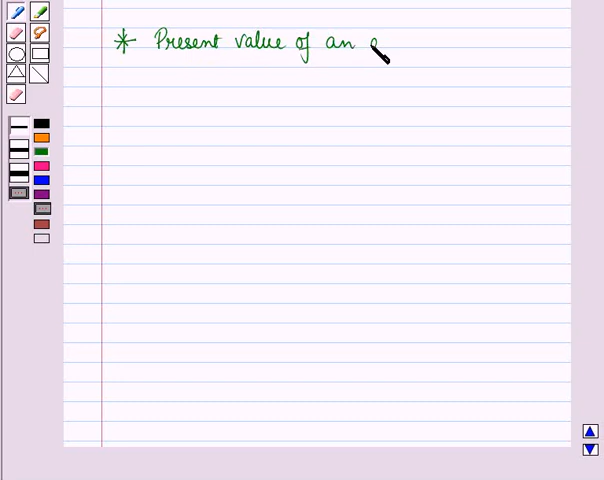 * Present value of an